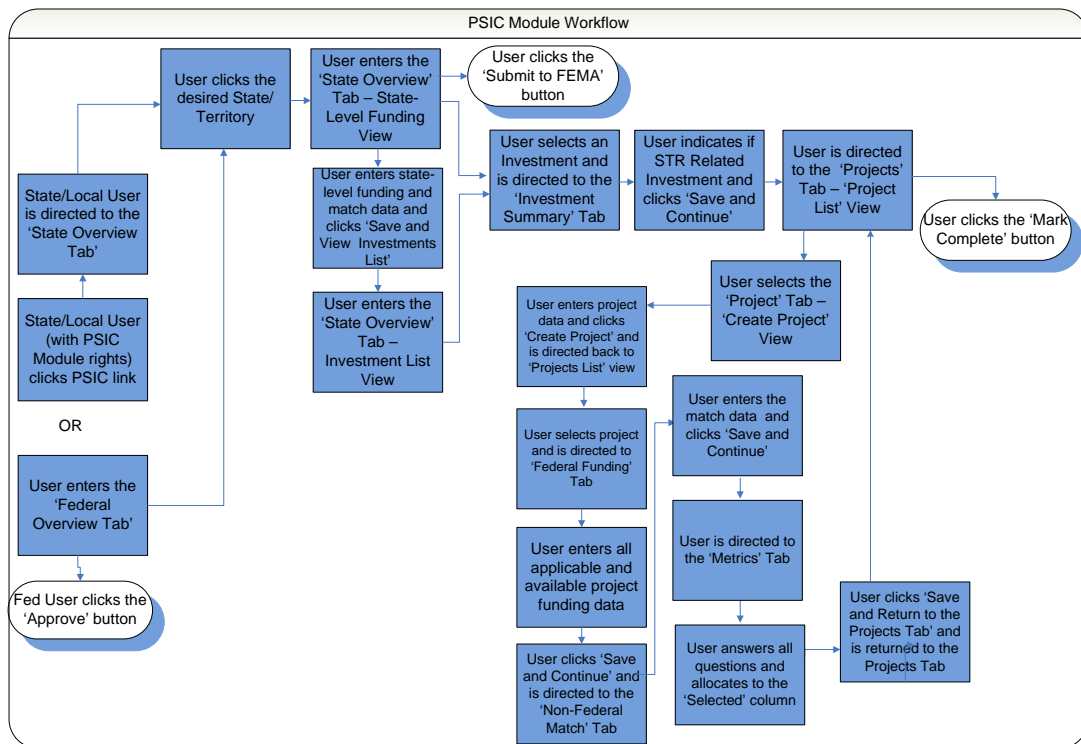 PSIC Module Workflow
User clicks the
desired State/
Territory
User enters the
‘State Overview’
Tab – State-
Level Funding
View
User clicks the
‘Submit to FEMA’
button
State/Local User
is directed to the
‘State Overview
Tab’
User enters state-
level funding and
match data and
clicks ‘Save and
View Investments
List’
User selects an
Investment and
is directed to the
‘Investment
Summary’ Tab
User indicates if
STR Related
Investment and
clicks ‘Save and
Continue’
User is directed
to the ‘Projects’
Tab – ‘Project
List’ View
User clicks the ‘Mark
Complete’ button
State/Local User
(with PSIC
Module rights)
clicks PSIC link
User enters the
‘State Overview’
Tab –
Investment List
View
User selects the
‘Project’ Tab –
‘Create Project’
View
User enters project
data and clicks
‘Create Project’ and
is directed back to
‘Projects List’ view
OR
User selects project
and is directed to
‘Federal Funding’
Tab
User enters the
match data and
clicks ‘Save and
Continue’
User enters the
‘Federal
Overview Tab’
User enters all
applicable and
available project
funding data
User is directed to
the ‘Metrics’ Tab
Fed User clicks the
‘Approve’ button
User clicks ‘Save
and Continue’ and
is directed to the
‘Non-Federal
Match’ Tab
User answers all
questions and
allocates to the
‘Selected’ column
User clicks ‘Save
and Return to the
Projects Tab’ and
is returned to the
Projects Tab